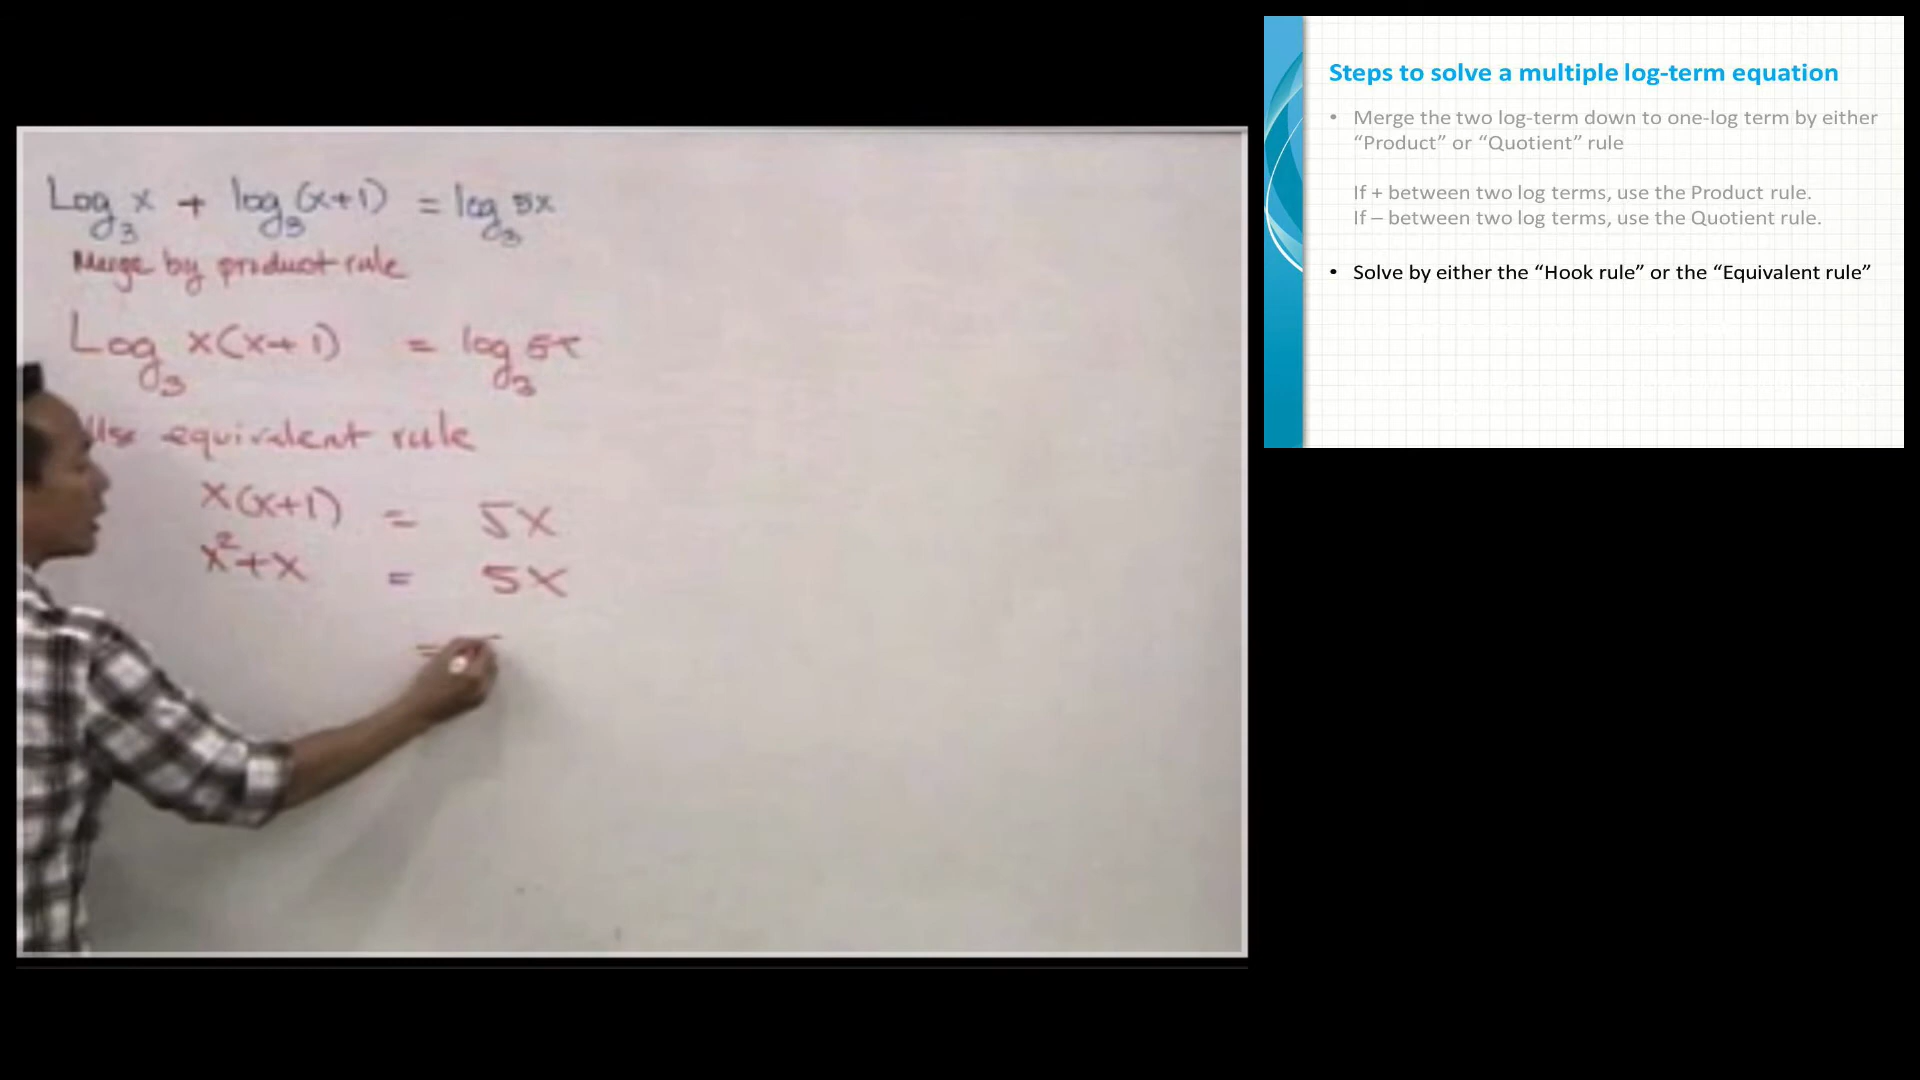 Log₃ x + log₃(x+1) = log₃ 5x
Merge by product rule
Log₃ x(x+1) = log₃ 5x
Use equivalent rule
x(x+1) = 5x
x²+x = 5x
=
Steps to solve a multiple log-term equation
• Merge the two log-term down to one-log term by either
“Product” or “Quotient” rule
If + between two log terms, use the Product rule.
If – between two log terms, use the Quotient rule.
• Solve by either the “Hook rule” or the “Equivalent rule”